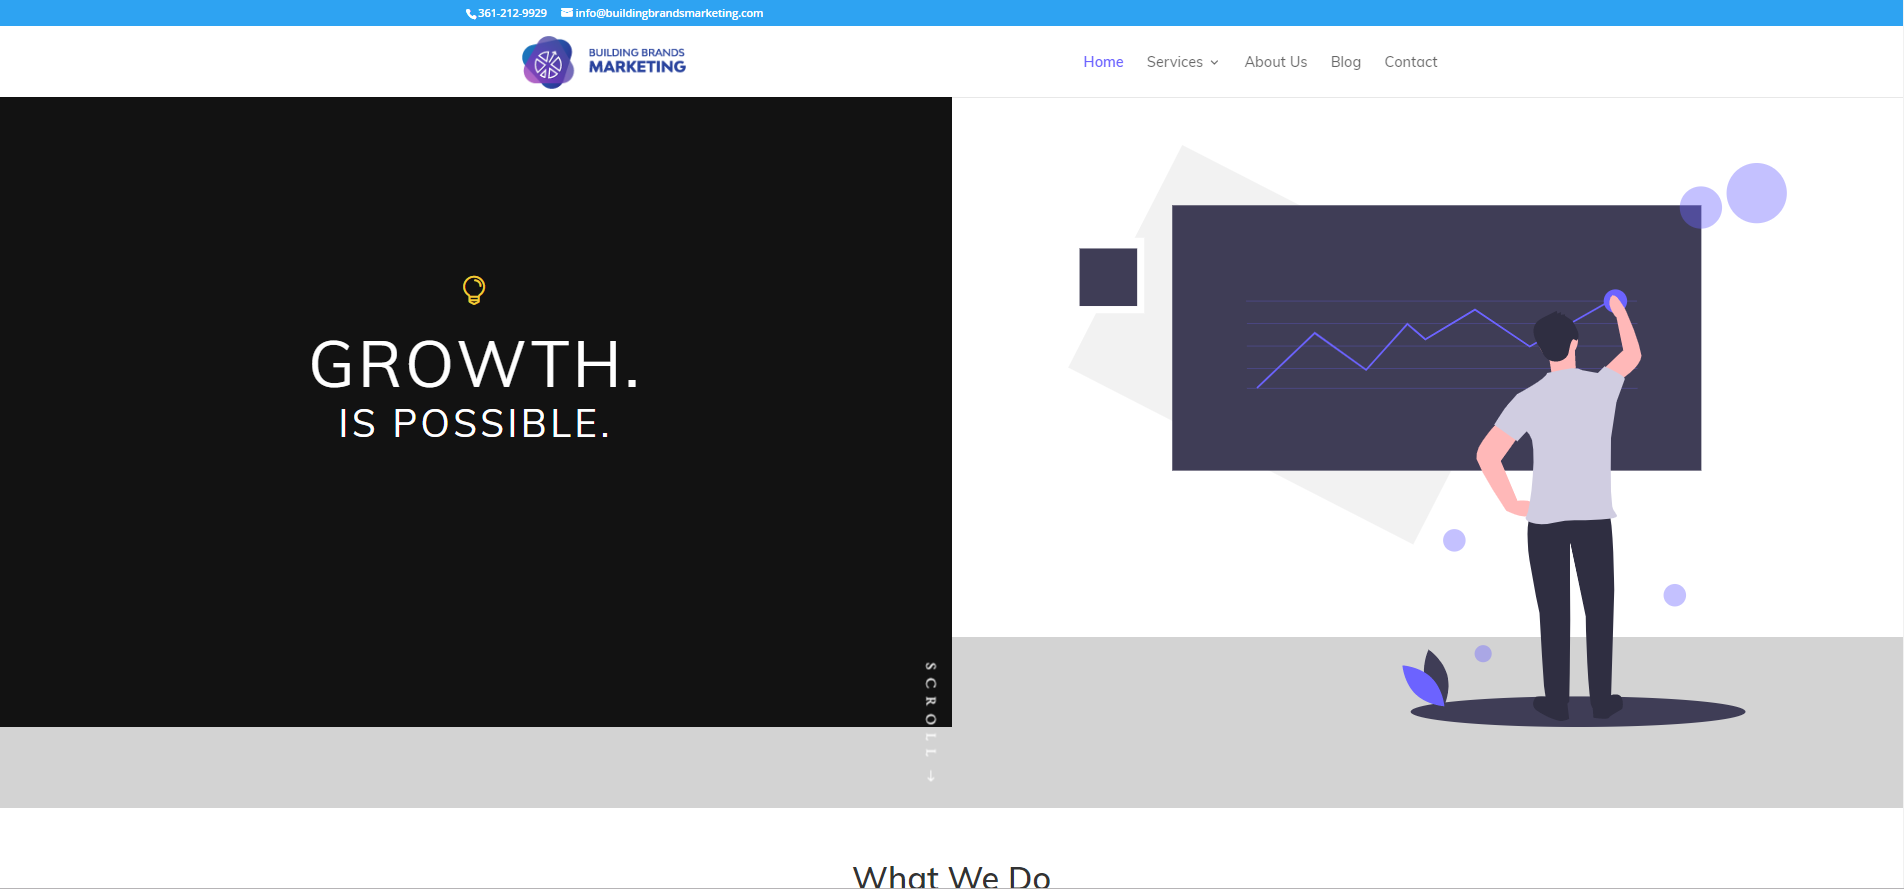 361-212-9929 info@buildingbrandsmarketing.com
BUILDING BRANDS
MARKETING
Home Services About Us Blog Contact
GROWTH.
IS POSSIBLE.
SCROLL →
What We Do